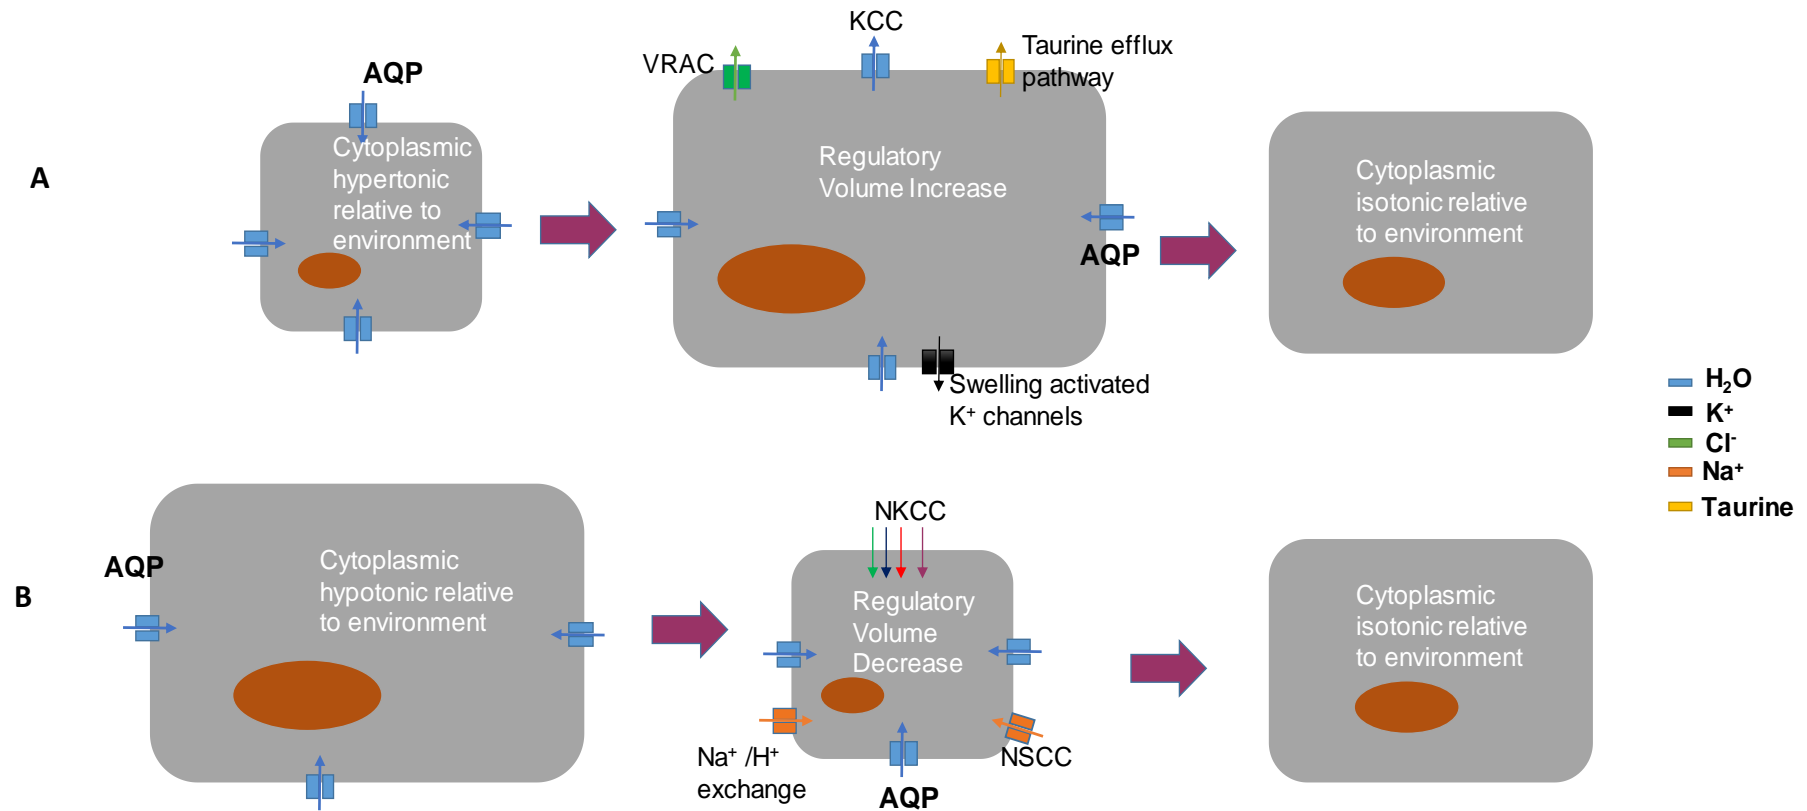 A
AQP
Cytoplasmic
hypertonic
relative to
environment
VRAC
KCC
Taurine efflux
pathway
Regulatory
Volume Increase
AQP
Swelling activated
K⁺ channels
Cytoplasmic
isotonic relative
to environment
H₂O
K⁺
Cl⁻
Na⁺
Taurine
B
AQP
Cytoplasmic
hypotonic relative
to environment
NKCC
Regulatory
Volume
Decrease
Na⁺ /H⁺
exchange
AQP
NSCC
Cytoplasmic
isotonic relative
to environment